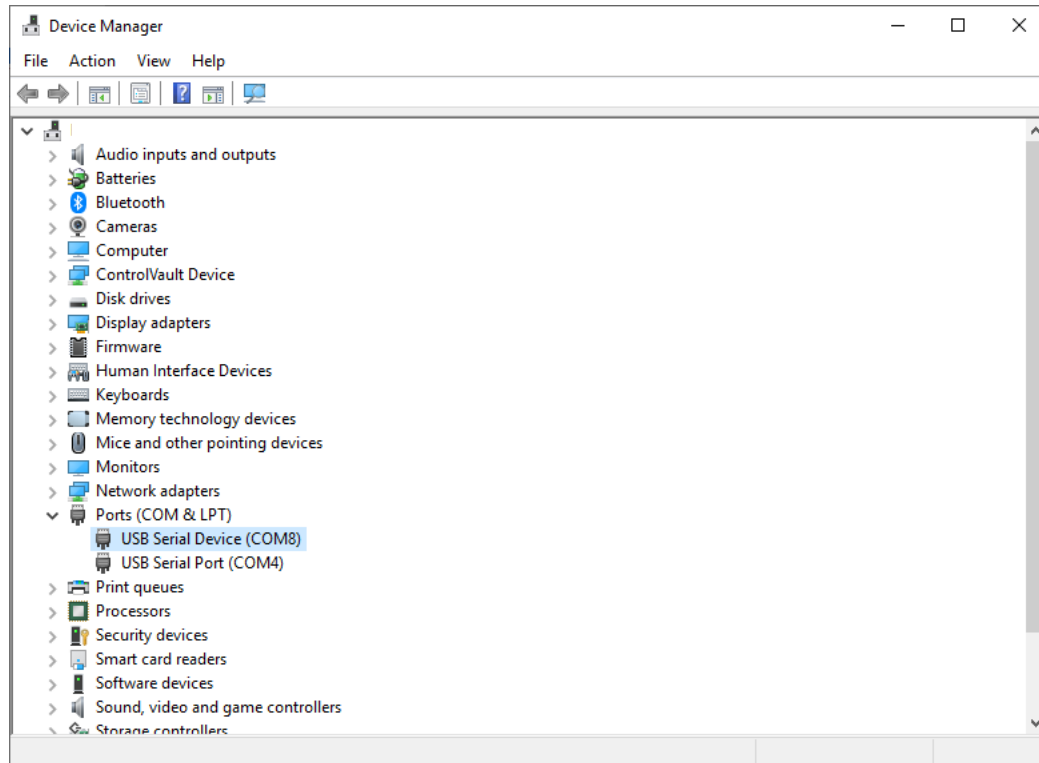 Device Manager
File Action View Help
Audio inputs and outputs
Batteries
Bluetooth
Cameras
Computer
ControlVault Device
Disk drives
Display adapters
Firmware
Human Interface Devices
Keyboards
Memory technology devices
Mice and other pointing devices
Monitors
Network adapters
Ports (COM & LPT)
USB Serial Device (COM8)
USB Serial Port (COM4)
Print queues
Processors
Security devices
Smart card readers
Software devices
Sound, video and game controllers
Storage controllers